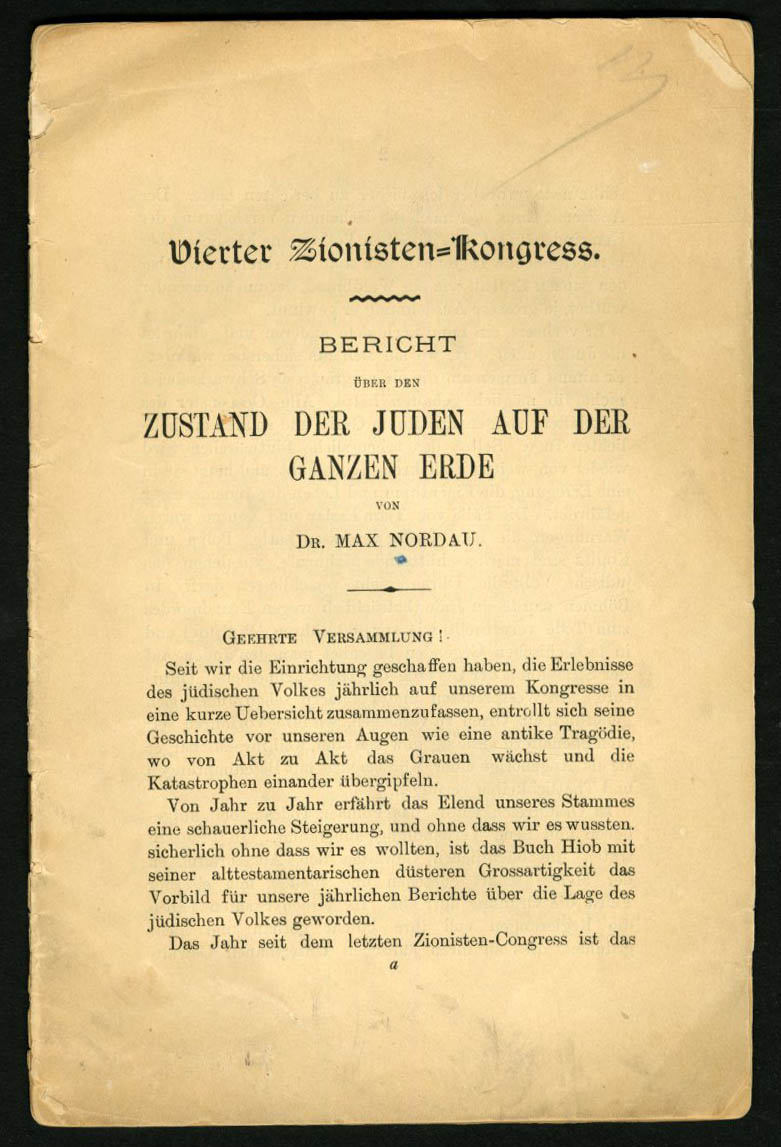 Vierter Zionisten-Kongress.
BERICHT
ÜBER DEN
ZUSTAND DER JUDEN AUF DER
GANZEN ERDE
VON
DR. MAX NORDAU.
GEEHRTE VERSAMMLUNG!
Seit wir die Einrichtung geschaffen haben, die Erlebnisse
des jüdischen Volkes jährlich auf unserem Kongresse in
eine kurze Uebersicht zusammenzufassen, entrollt sich seine
Geschichte vor unseren Augen wie eine antike Tragödie,
wo von Akt zu Akt das Grauen wächst und die
Katastrophen einander übergipfeln.
Von Jahr zu Jahr erfährt das Elend unseres Stammes
eine schauerliche Steigerung, und ohne dass wir es wussten.
sicherlich ohne dass wir es wollten, ist das Buch Hiob mit
seiner alttestamentarischen düsteren Grossartigkeit das
Vorbild für unsere jährlichen Berichte über die Lage des
jüdischen Volkes geworden.
Das Jahr seit dem letzten Zionisten-Congress ist das
a